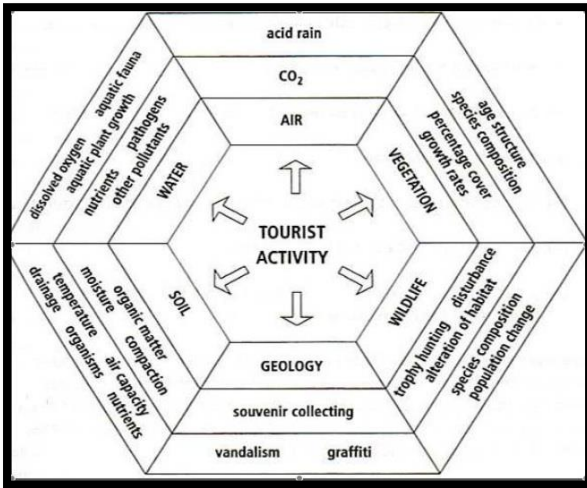 acid rain
CO₂
AIR
age structure
species composition
percentage cover
growth rates
VEGETATION
disturbance
trophy hunting
alteration of habitat
species composition
population change
WILDLIFE
GEOLOGY
souvenir collecting
vandalism graffiti
SOIL
organic matter
moisture compaction
air capacity
temperature
organisms nutrients
drainage
WATER
pathogens
nutrients other pollutants
aquatic fauna
aquatic plant growth
dissolved oxygen
TOURIST
ACTIVITY